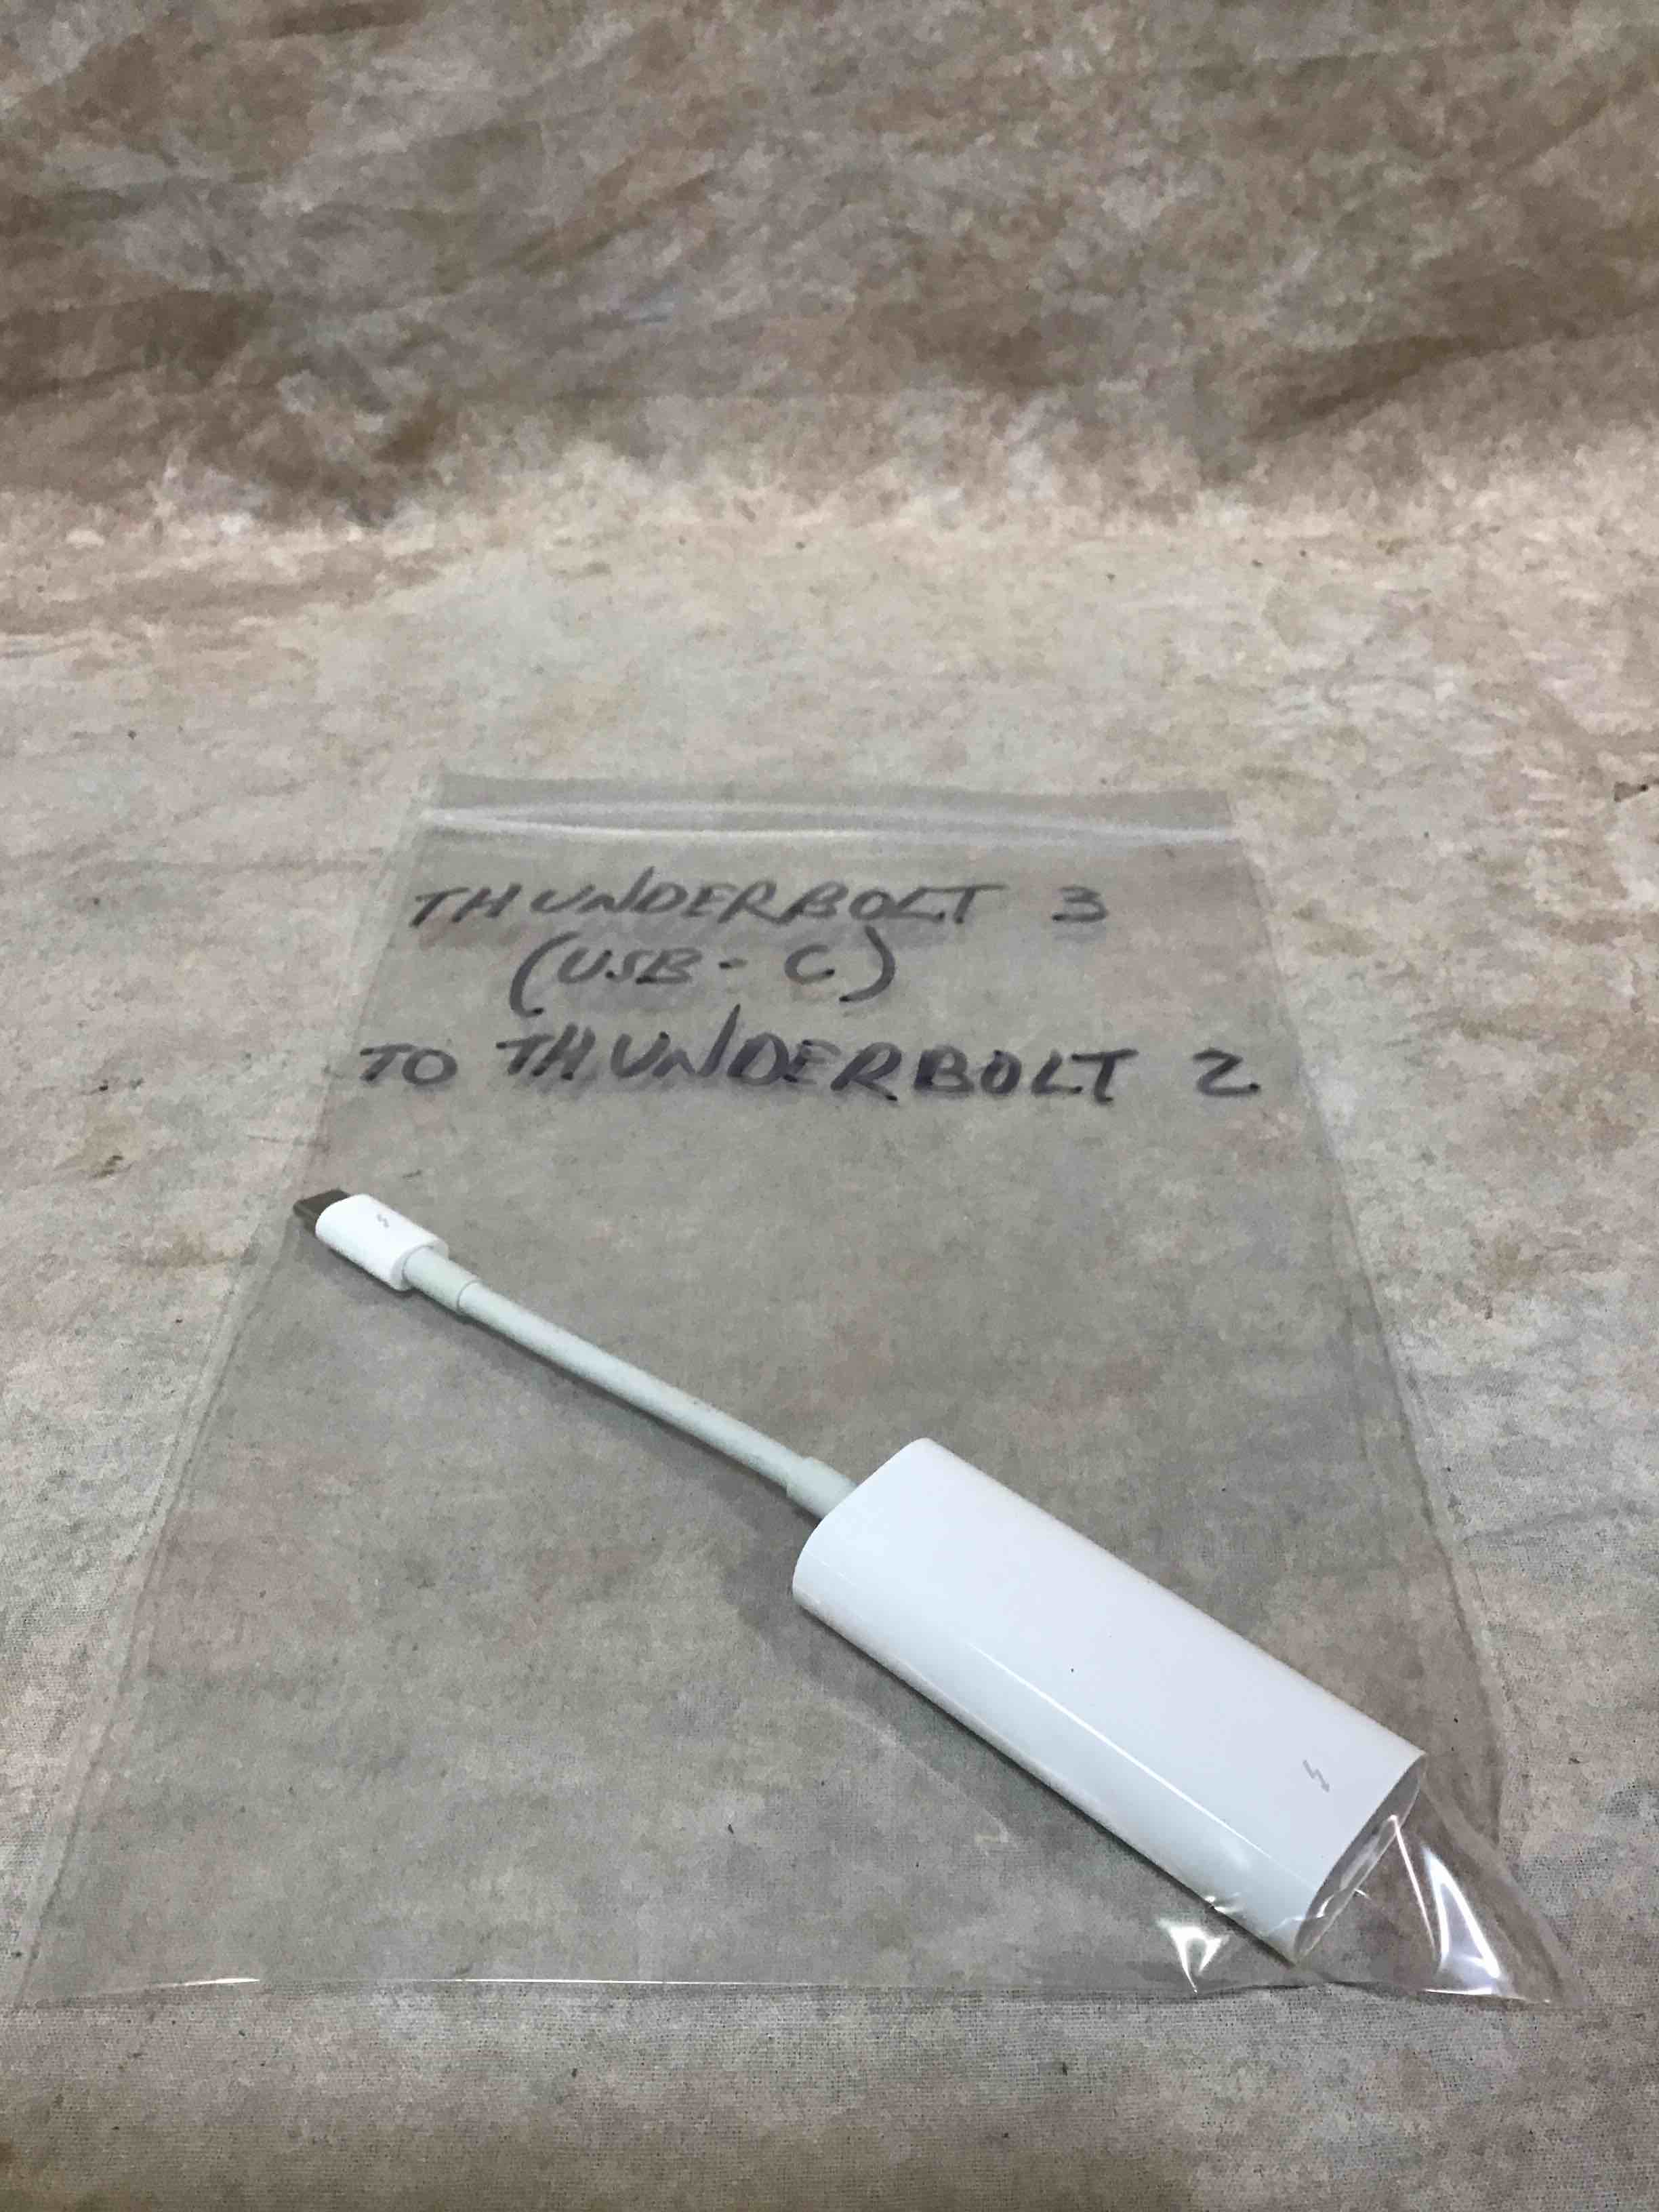 THUNDERBOLT 3
(USB-C)
TO THUNDERBOLT 2